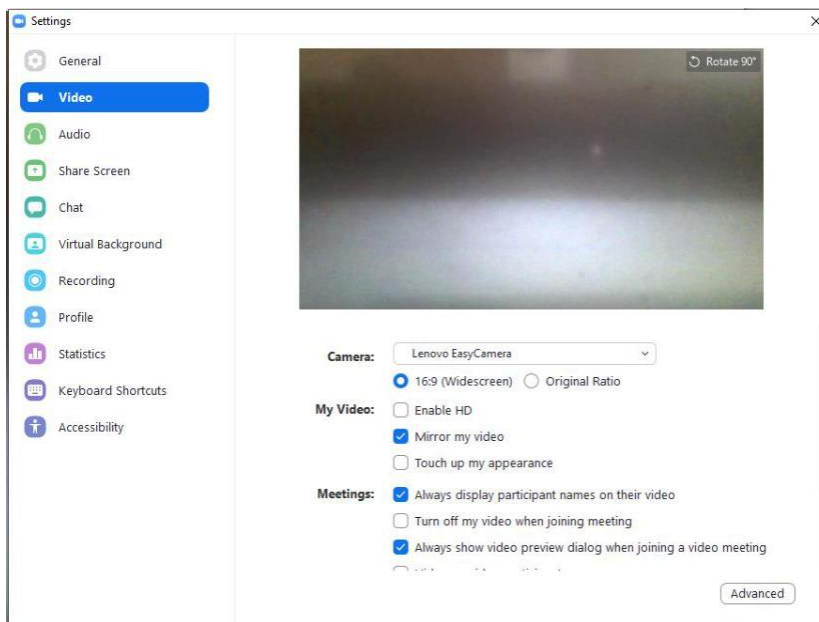 Settings
General
Video
Audio
Share Screen
Chat
Virtual Background
Recording
Profile
Statistics
Keyboard Shortcuts
Accessibility
Rotate 90°
Camera: Lenovo EasyCamera
16:9 (Widescreen) Original Ratio
My Video: Enable HD
Mirror my video
Touch up my appearance
Meetings: Always display participant names on their video
Turn off my video when joining meeting
Always show video preview dialog when joining a video meeting
Advanced